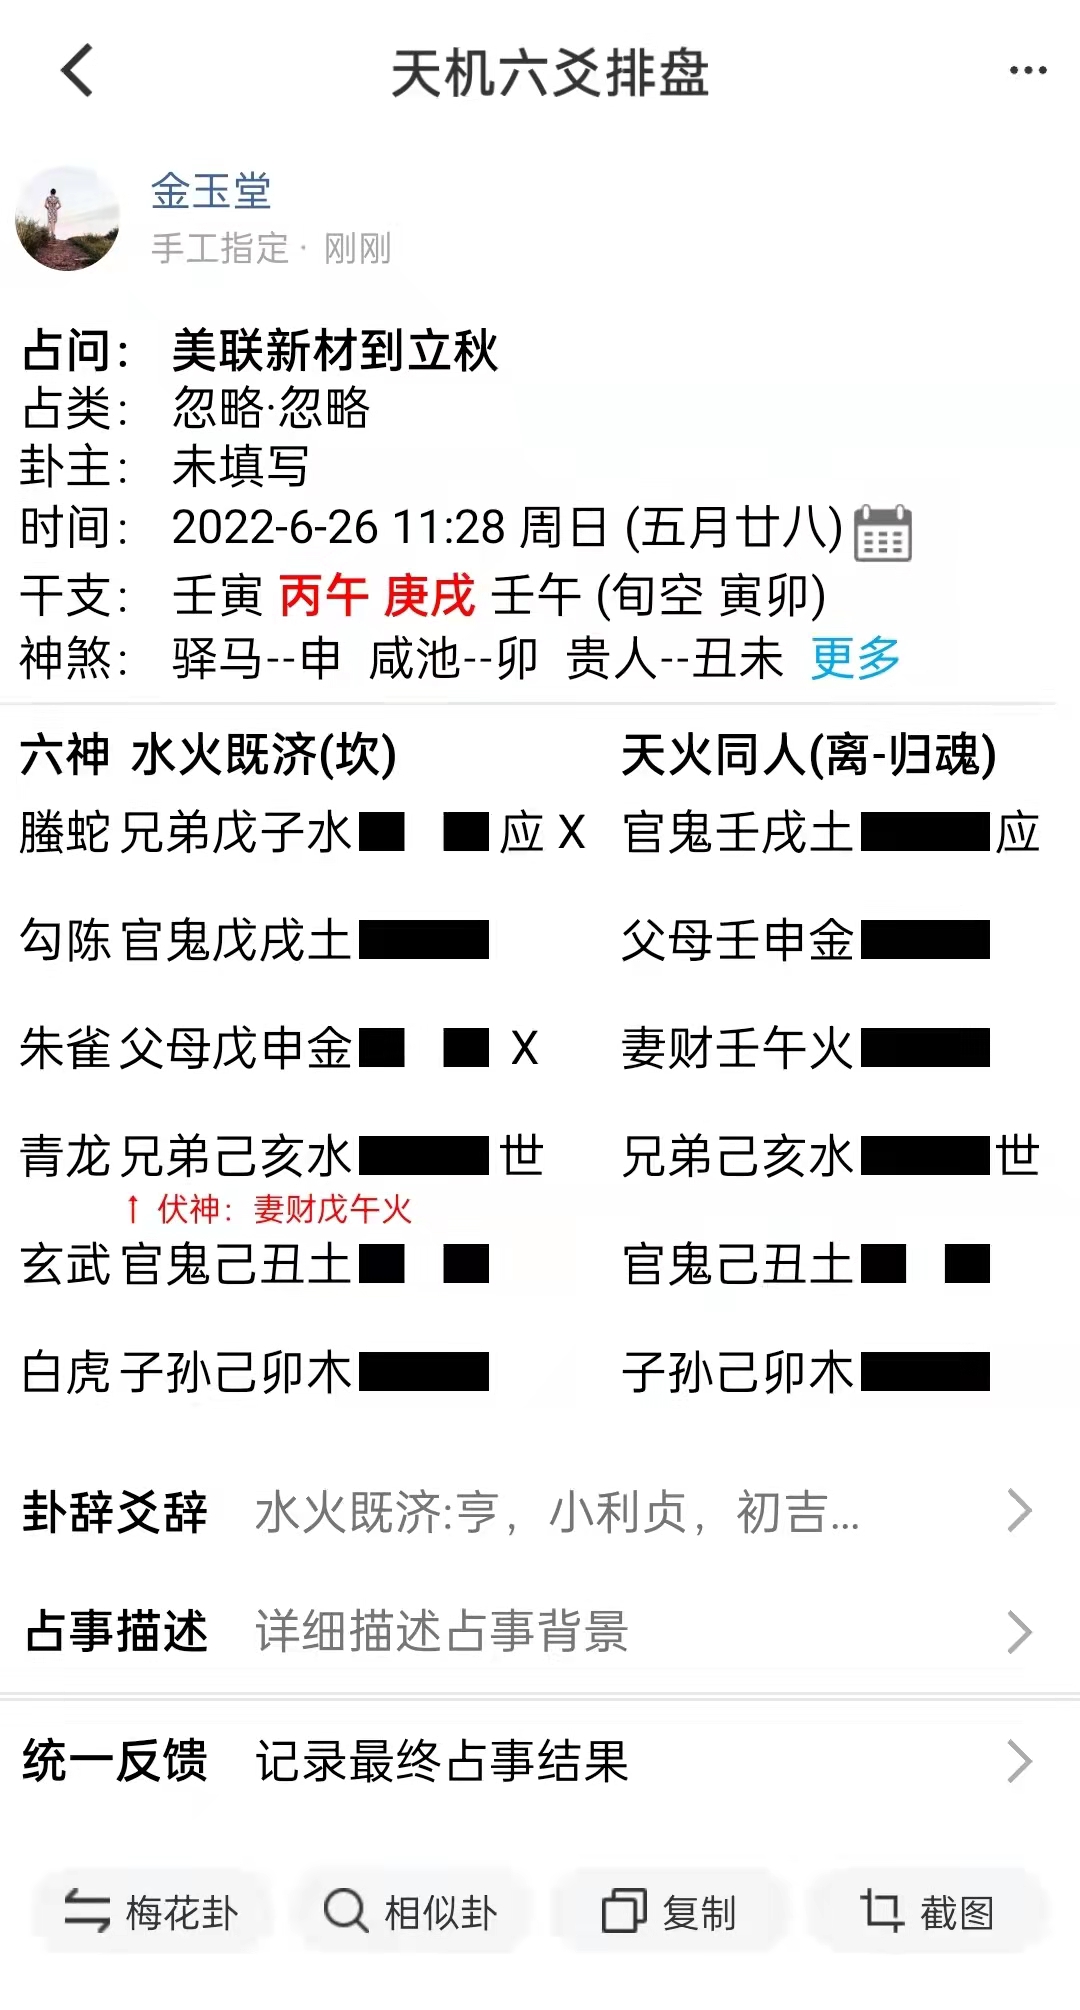 天机六爻排盘
金玉堂
手工指定 · 刚刚
占问： 美联新材到立秋
占类： 忽略·忽略
卦主： 未填写
时间： 2022-6-26 11:28 周日 (五月廿八)
干支： 壬寅 丙午 庚戌 壬午 (旬空 寅卯)
神煞： 驿马--申 咸池--卯 贵人--丑未 更多
六神 水火既济(坎) 天火同人(离-归魂)
螣蛇 兄弟戊子水 应 X 官鬼壬戌土 应
勾陈 官鬼戊戌土 父母壬申金
朱雀 父母戊申金 X 妻财壬午火
青龙 兄弟己亥水 世 兄弟己亥水 世
↑ 伏神：妻财戊午火
玄武 官鬼己丑土 官鬼己丑土
白虎 子孙己卯木 子孙己卯木
卦辞爻辞 水火既济:亨，小利贞，初吉...
占事描述 详细描述占事背景
统一反馈 记录最终占事结果
梅花卦 相似卦 复制 截图